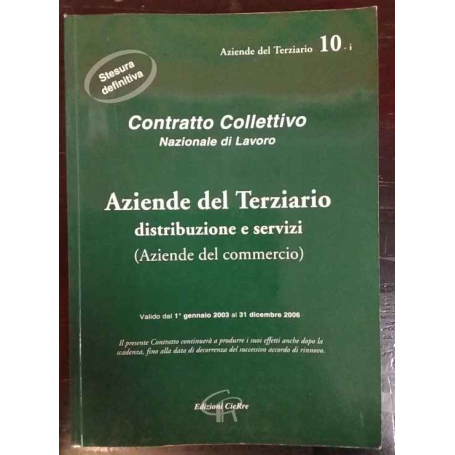 Aziende del Terziario 10 - i
Stesura
definitiva
Contratto Collettivo
Nazionale di Lavoro
Aziende del Terziario
distribuzione e servizi
(Aziende del commercio)
Valido dal 1° gennaio 2003 al 31 dicembre 2006
Il presente Contratto continuerà a produrre i suoi effetti anche dopo la
scadenza, fino alla data di decorrenza del successivo accordo di rinnovo.
Edizioni CieRre